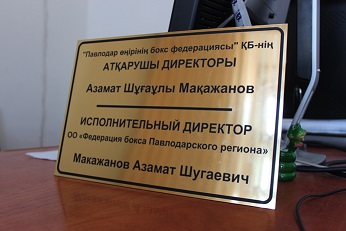 "Павлодар өңірінің бокс федерациясы" ҚБ-нің
АТҚАРУШЫ ДИРЕКТОРЫ
Азамат Шұғаұлы Мақажанов
ИСПОЛНИТЕЛЬНЫЙ ДИРЕКТОР
ОО «Федерация бокса Павлодарского региона»
Макажанов Азамат Шугаевич